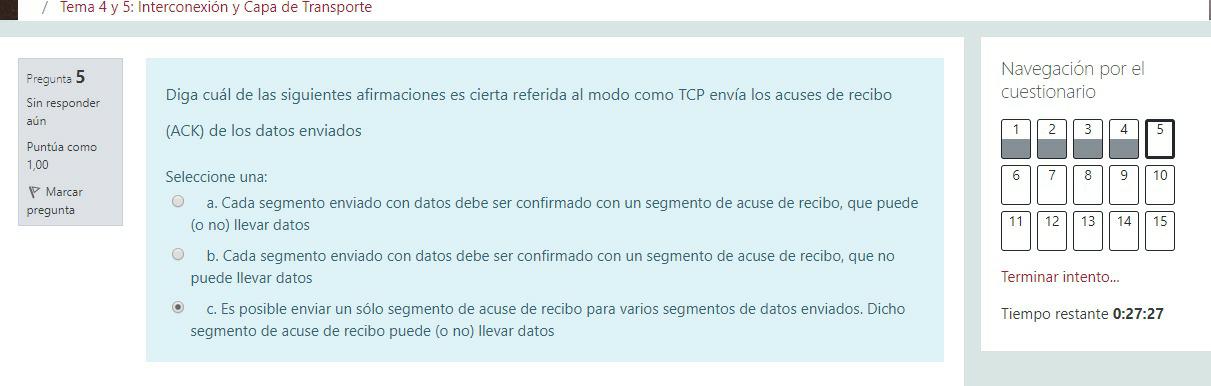 / Tema 4 y 5: Interconexión y Capa de Transporte
Pregunta 5
Sin responder
aún
Puntúa como
1,00
Marcar
pregunta
Diga cuál de las siguientes afirmaciones es cierta referida al modo como TCP envía los acuses de recibo
(ACK) de los datos enviados
Seleccione una:
a. Cada segmento enviado con datos debe ser confirmado con un segmento de acuse de recibo, que puede
(o no) llevar datos
b. Cada segmento enviado con datos debe ser confirmado con un segmento de acuse de recibo, que no
puede llevar datos
c. Es posible enviar un sólo segmento de acuse de recibo para varios segmentos de datos enviados. Dicho
segmento de acuse de recibo puede (o no) llevar datos
Navegación por el
cuestionario
1 2 3 4 5
6 7 8 9 10
11 12 13 14 15
Terminar intento...
Tiempo restante 0:27:27